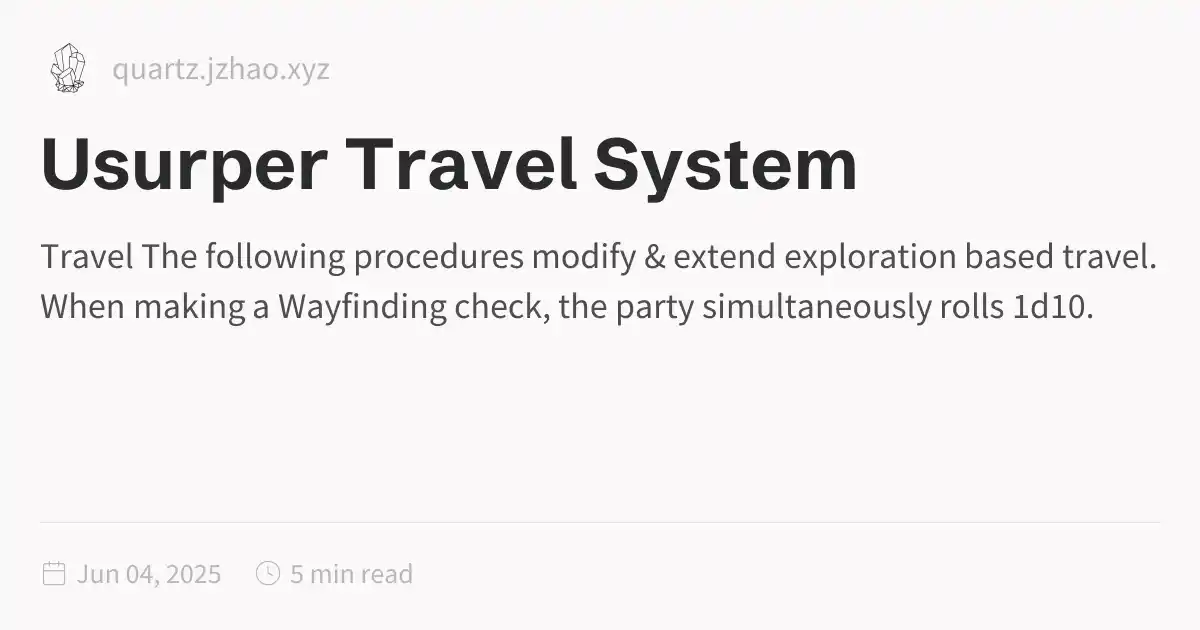 quartz.jzhao.xyz
Usurper Travel System
Travel The following procedures modify & extend exploration based travel.
When making a Wayfinding check, the party simultaneously rolls 1d10.
Jun 04, 2025 5 min read